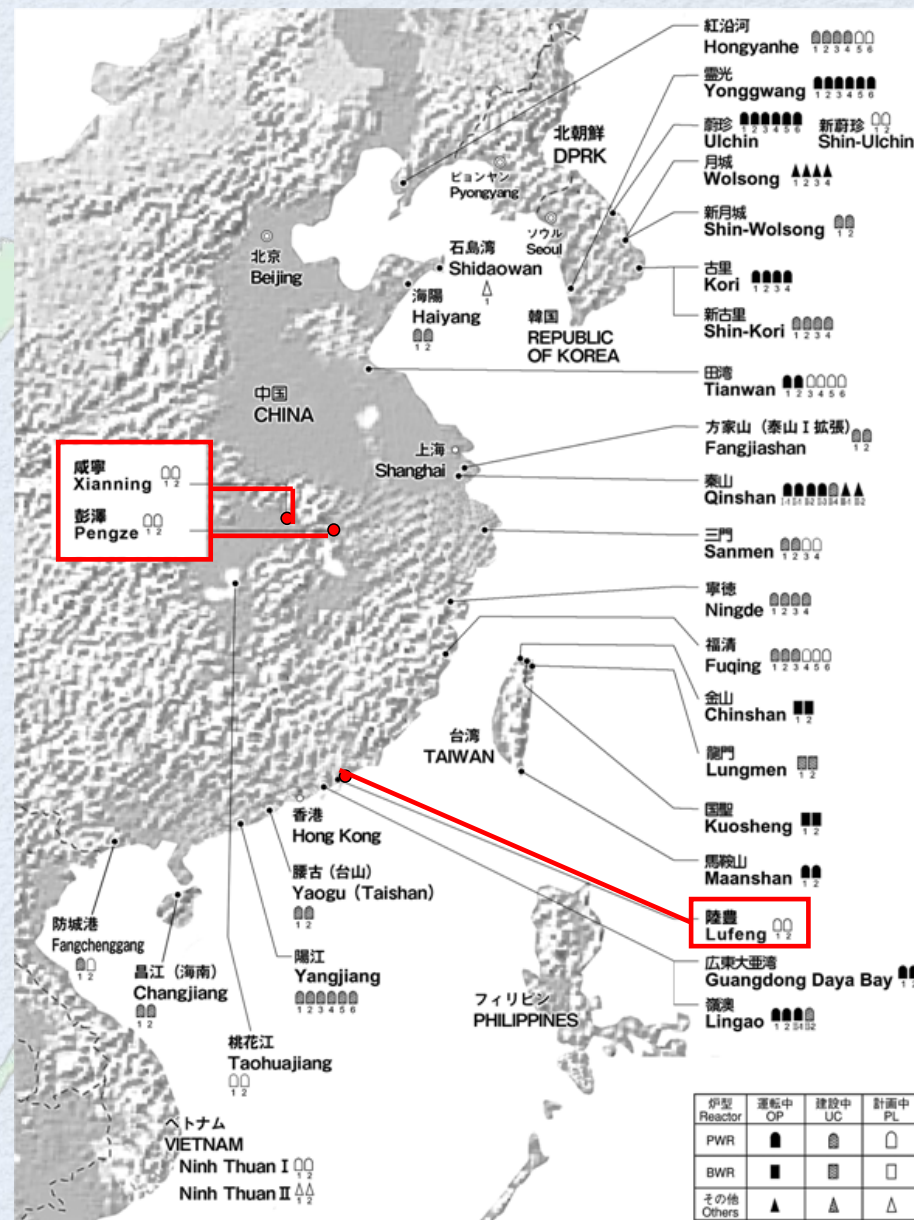 紅沿河
Hongyanhe
1 2 3 4 5 6
霊光
Yonggwang
1 2 3 4 5 6
蔚珍
Ulchin
1 2 3 4 5 6
新蔚珍
Shin-Ulchin
1 2
月城
Wolsong
1 2 3 4
新月城
Shin-Wolsong
1 2
古里
Kori
1 2 3 4
新古里
Shin-Kori
1 2 3 4
北朝鮮
DPRK
ピョンヤン
Pyongyang
ソウル
Seoul
北京
Beijing
石島湾
Shidaowan
1
海陽
Haiyang
1 2
韓国
REPUBLIC
OF KOREA
田湾
Tianwan
1 2 3 4 5 6
中国
CHINA
方家山（泰山Ⅰ拡張）
Fangjiashan
1 2
上海
Shanghai
秦山
Qinshan
咸寧
Xianning
1 2
彭澤
Pengze
1 2
三門
Sanmen
1 2 3 4
寧徳
Ningde
1 2 3 4
福清
Fuqing
1 2 3 4 5 6
金山
Chinshan
1 2
台湾
TAIWAN
龍門
Lungmen
1 2
国聖
Kuosheng
1 2
馬鞍山
Maanshan
1 2
香港
Hong Kong
腰古（台山）
Yaogu（Taishan）
1 2
陸豊
Lufeng
1 2
防城港
Fangchenggang
1 2
昌江（海南）
Changjiang
1 2
陽江
Yangjiang
1 2 3 4 5 6
広東大亜湾
Guangdong Daya Bay
嶺澳
Lingao
1 2 Ⅱ-1 Ⅱ-2
フィリピン
PHILIPPINES
桃花江
Taohuajiang
1 2
ベトナム
VIETNAM
Ninh Thuan Ⅰ
1 2
Ninh Thuan Ⅱ
1 2
炉型 運転中 建設中 計画中
Reactor OP UC PL
PWR
BWR
その他
Others